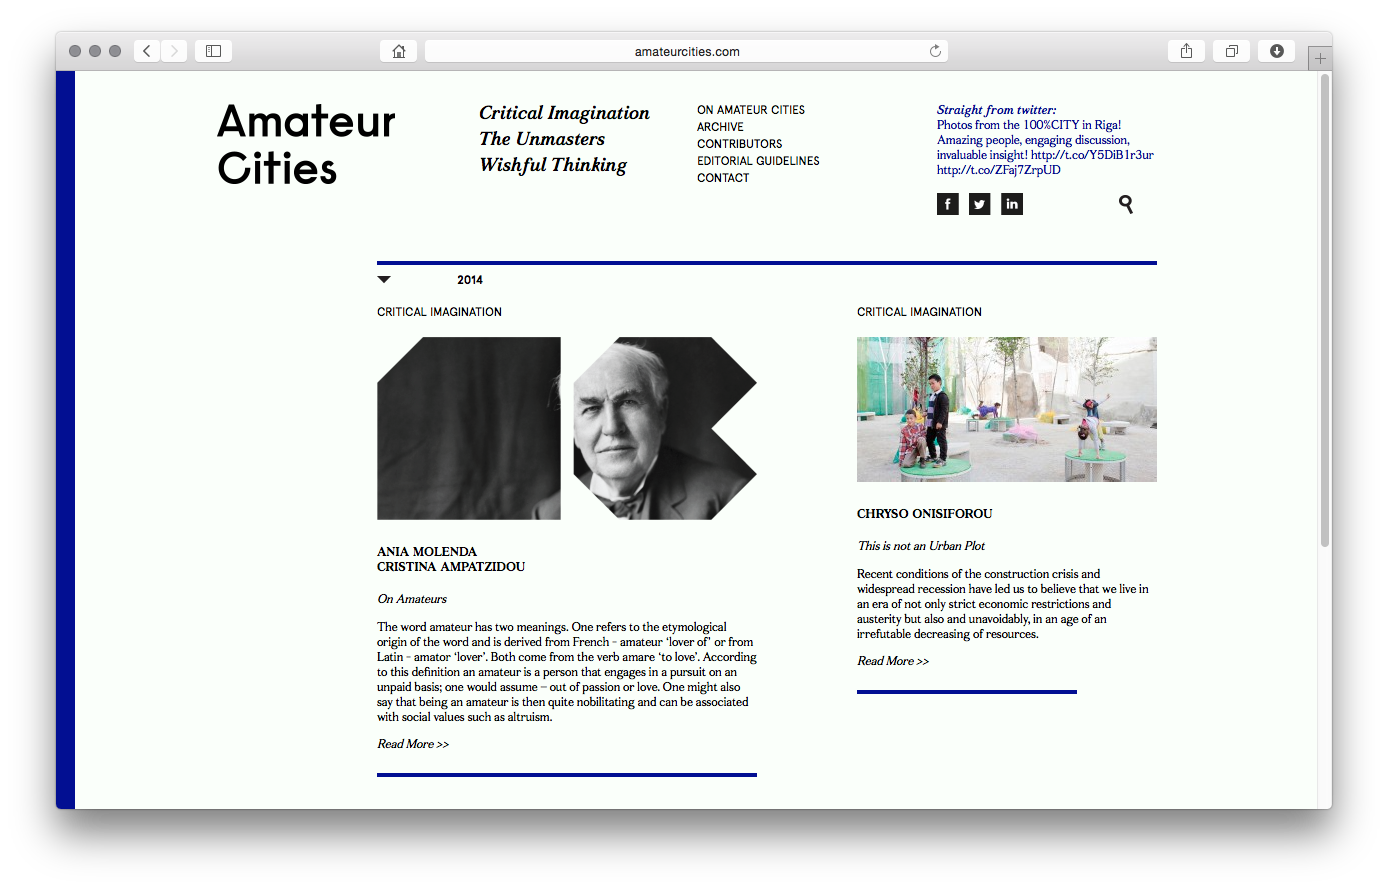 amateurcities.com
Amateur
Cities
Critical Imagination
The Unmasters
Wishful Thinking
ON AMATEUR CITIES
ARCHIVE
CONTRIBUTORS
EDITORIAL GUIDELINES
CONTACT
Straight from twitter:
Photos from the 100%CITY in Riga!
Amazing people, engaging discussion,
invaluable insight! http://t.co/Y5DiB1r3ur
http://t.co/ZFaj7ZrpUD
f
in
2014
CRITICAL IMAGINATION
ANIA MOLENDA
CRISTINA AMPATZIDOU
On Amateurs
The word amateur has two meanings. One refers to the etymological
origin of the word and is derived from French - amateur ‘lover of’ or from
Latin - amator ‘lover’. Both come from the verb amare ‘to love’. According
to this definition an amateur is a person that engages in a pursuit on an
unpaid basis; one would assume – out of passion or love. One might also
say that being an amateur is then quite nobilitating and can be associated
with social values such as altruism.
Read More >>
CRITICAL IMAGINATION
CHRYSO ONISIFOROU
This is not an Urban Plot
Recent conditions of the construction crisis and
widespread recession have led us to believe that we live in
an era of not only strict economic restrictions and
austerity but also and unavoidably, in an age of an
irrefutable decreasing of resources.
Read More >>